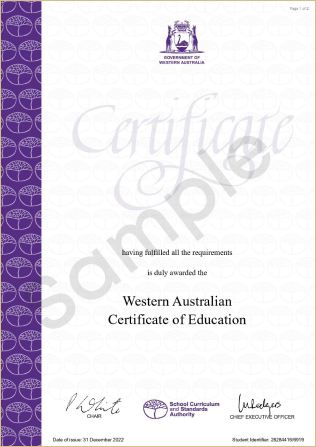 Page 1 of 2
GOVERNMENT OF
WESTERN AUSTRALIA
Certificate
Sample
having fulfilled all the requirements
is duly awarded the
Western Australian
Certificate of Education
CHAIR
School Curriculum
and Standards
Authority
CHIEF EXECUTIVE OFFICER
Date of issue: 31 December 2022
Student Identifier: 28284419/9919